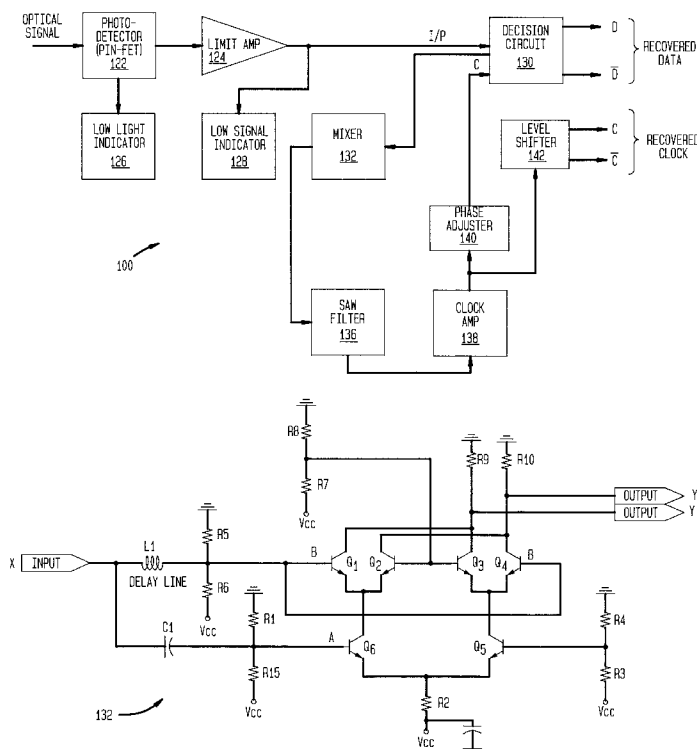 OPTICAL
SIGNAL
PHOTO-
DETECTOR
(PIN-FET)
122
LIMIT AMP
124
I/P
C
DECISION
CIRCUIT
130
D
D̅
RECOVERED
DATA
LOW LIGHT
INDICATOR
126
LOW SIGNAL
INDICATOR
128
MIXER
132
LEVEL
SHIFTER
142
C
C̅
RECOVERED
CLOCK
PHASE
ADJUSTER
140
100
SAW
FILTER
136
CLOCK
AMP
138
R8
R7
Vcc
R9
R10
OUTPUT
Y
OUTPUT
Y
X
INPUT
L1
DELAY LINE
R5
R6
Vcc
B
Q1
Q2
Q3
Q4
B
C1
R1
A
Q6
Q5
R4
R15
R3
Vcc
Vcc
R2
Vcc
132